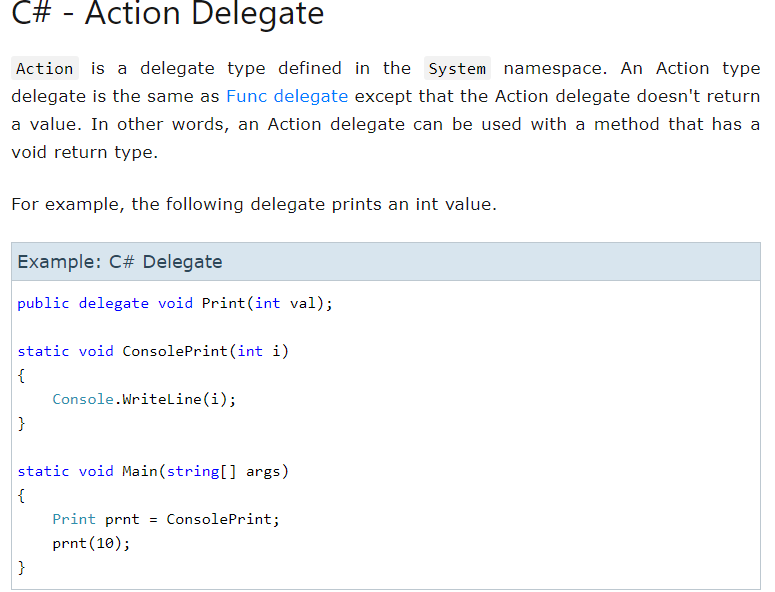 C# - Action Delegate
Action is a delegate type defined in the System namespace. An Action type
delegate is the same as Func delegate except that the Action delegate doesn't return
a value. In other words, an Action delegate can be used with a method that has a
void return type.
For example, the following delegate prints an int value.
Example: C# Delegate
public delegate void Print(int val);
static void ConsolePrint(int i)
{
    Console.WriteLine(i);
}
static void Main(string[] args)
{
    Print prnt = ConsolePrint;
    prnt(10);
}